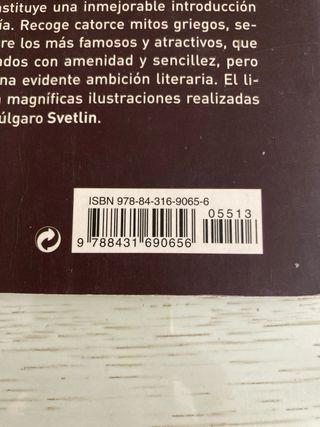 stituye una inmejorable introducción
ía. Recoge catorce mitos griegos, se-
re los más famosos y atractivos, que
ados con amenidad y sencillez, pero
na evidente ambición literaria. El li-
magníficas ilustraciones realizadas
úlgaro Svetlin.
ISBN 978-84-316-9065-6
05513
9 788431 690656